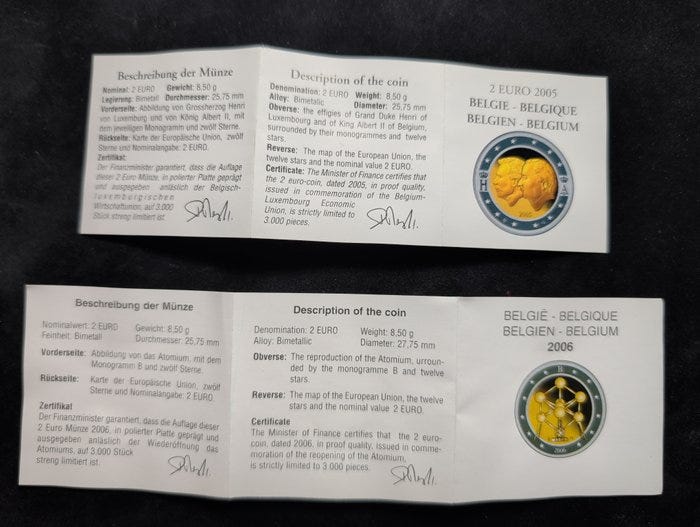 Beschreibung der Münze
Nominal: 2 EURO Gewicht: 8,50 g
Legierung: Bimetall Durchmesser: 25,75 mm
Vorderseite: Abbildung von Grossherzog Henri
von Luxemburg und von König Albert II, mit
dem jeweiligen Monogramm und zwölf Sterne.
Rückseite: Karte der Europäische Union, zwölf
Sterne und Nominalangabe: 2 EURO.
Zertifikat:
Der Finanzminister garantiert, dass die Auflage
dieser 2 Euro Münze, in polierter Platte geprägt
und ausgegeben anlässlich der Belgisch-
luxemburgischen
Wirtschaftsunion, auf 3.000
Stück streng limitiert ist.
Description of the coin
Denomination: 2 EURO Weight: 8,50 g
Alloy: Bimetalic Diameter: 25,75 mm
Obverse: the effigies of Grand Duke Henri of
Luxembourg and of King Albert II of Belgium,
surrounded by their monogrammes and twelve
stars.
Reverse: The map of the European Union, the
twelve stars and the nominal value 2 EURO.
Certificate: The Minister of Finance certifies that
the 2 euro-coin, dated 2005, in proof quality,
issued in commemoration of the Belgium-
Luxembourg Economic
Union, is strictly limited to
3.000 pieces.
2 EURO 2005
BELGIE - BELGIQUE
BELGIEN - BELGIUM
H A
2005
Beschreibung der Münze
Nominalwert: 2 EURO Gewicht: 8,50 g
Feinheit: Bimetall Durchmesser: 25,75 mm
Vorderseite: Abbildung von das Atomium, mit dem
Monogramm B und zwölf Sterne.
Rückseite: Karte der Europäische Union, zwölf
Sterne und Nominalangabe: 2 EURO.
Zertifikat
Der Finanzminister garantiert, dass die Auflage dieser
2 Euro Münze 2006, in polierter Platte geprägt und
ausgegeben anlässlich der Wiederöffnung des
Atomiums, auf 3.000 Stück
streng limitiert ist.
Description of the coin
Denomination: 2 EURO Weight: 8,50 g
Alloy: Bimetallic Diameter: 27,75 mm
Obverse: The reproduction of the Atomium, urroun-
ded by the monogramme B and twelve
stars.
Reverse: The map of the European Union, the twelve
stars and the nominal value 2 EURO.
Certificate
The Minister of Finance certifies that the 2 euro-
coin, dated 2006, in proof quality, issued in comme-
moration of the reopening of the Atomium,
is strictly limited to 3.000 pieces.
BELGIË - BELGIQUE
BELGIEN - BELGIUM
2006
B
2006